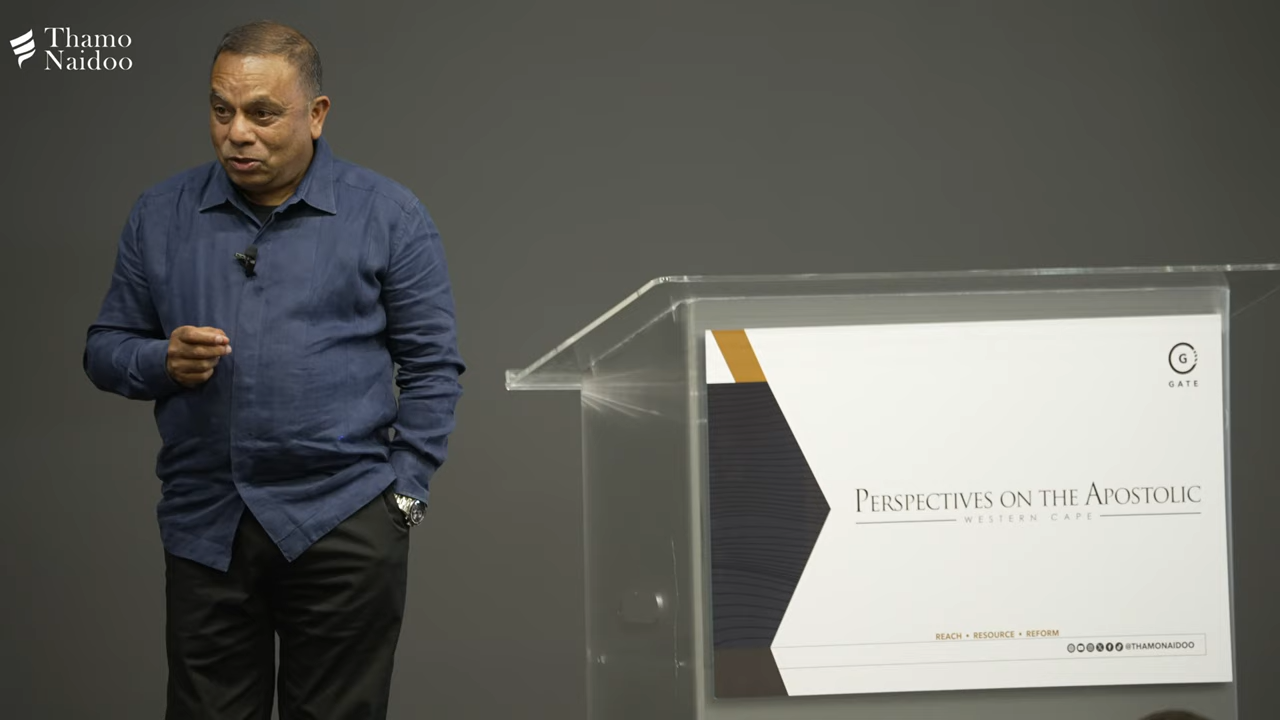 Thamo
Naidoo
G
GATE
PERSPECTIVES ON THE APOSTOLIC
WESTERN CAPE
REACH • RESOURCE • REFORM
@THAMONAIDOO